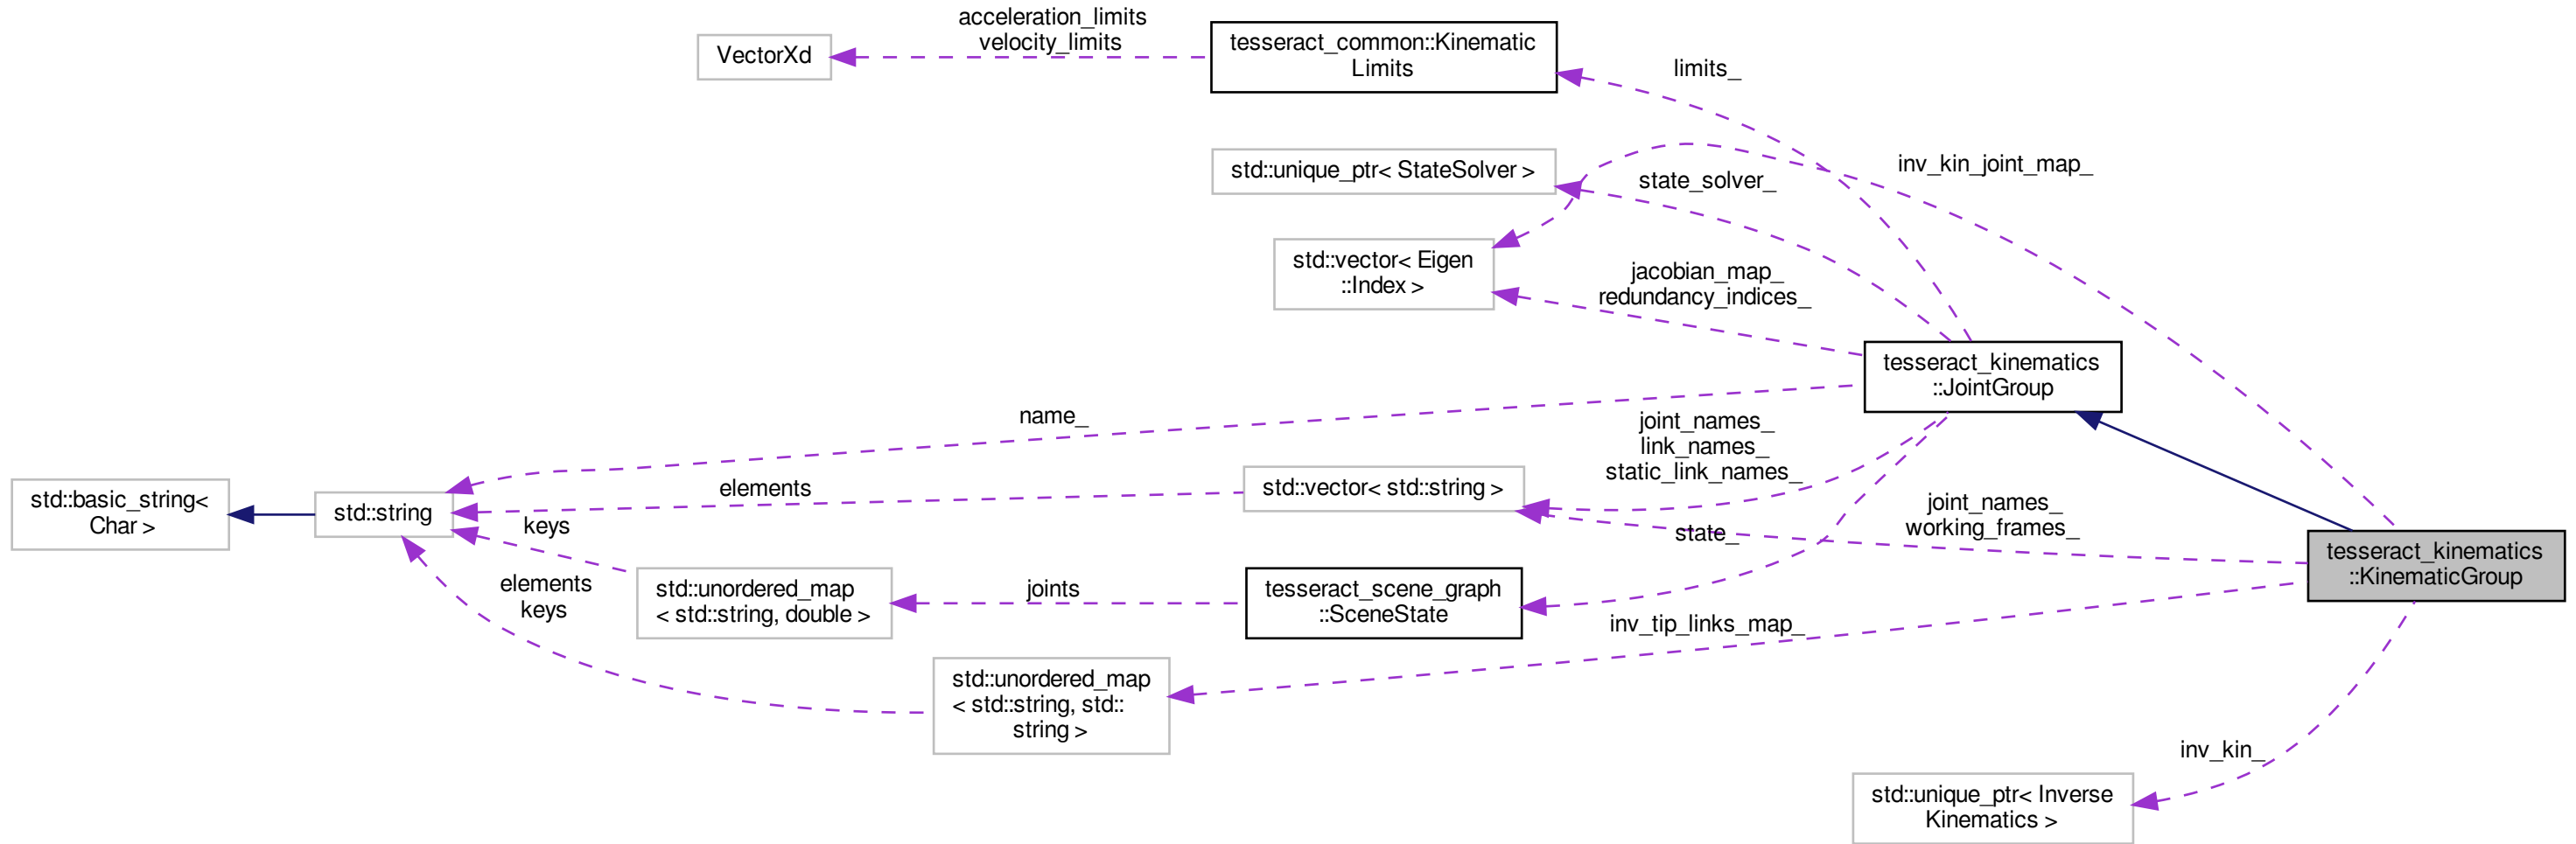 acceleration_limits
velocity_limits
VectorXd
tesseract_common::Kinematic
Limits
limits_
std::unique_ptr< StateSolver >
state_solver_
inv_kin_joint_map_
std::vector< Eigen
::Index >
jacobian_map_
redundancy_indices_
tesseract_kinematics
::JointGroup
name_
joint_names_
link_names_
static_link_names_
std::basic_string<
Char >
std::string
elements
std::vector< std::string >
keys
state_
joint_names_
working_frames_
tesseract_kinematics
::KinematicGroup
elements
keys
std::unordered_map
< std::string, double >
joints
tesseract_scene_graph
::SceneState
inv_tip_links_map_
std::unordered_map
< std::string, std::
string >
inv_kin_
std::unique_ptr< Inverse
Kinematics >